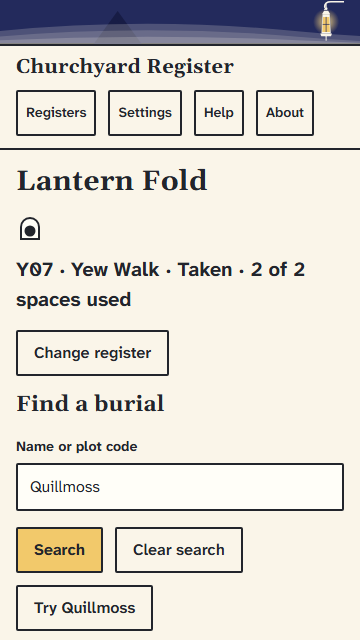 Churchyard Register
Registers
Settings
Help
About
Lantern Fold
Y07 · Yew Walk · Taken · 2 of 2
spaces used
Change register
Find a burial
Name or plot code
Quillmoss
Search
Clear search
Try Quillmoss